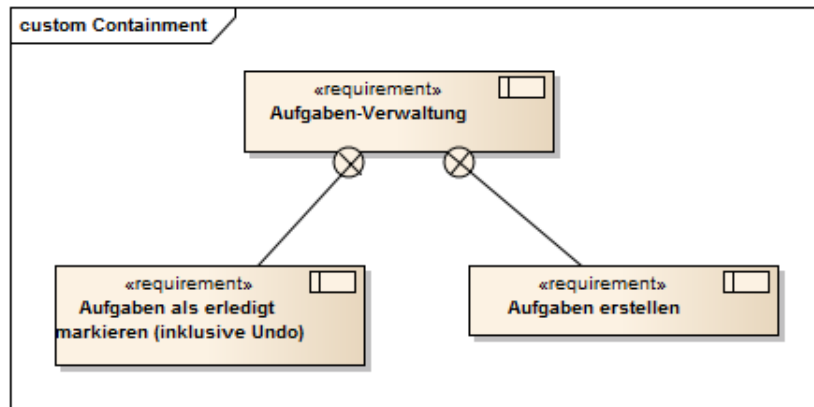 custom Containment
«requirement»
Aufgaben-Verwaltung
«requirement»
Aufgaben als erledigt
markieren (inklusive Undo)
«requirement»
Aufgaben erstellen